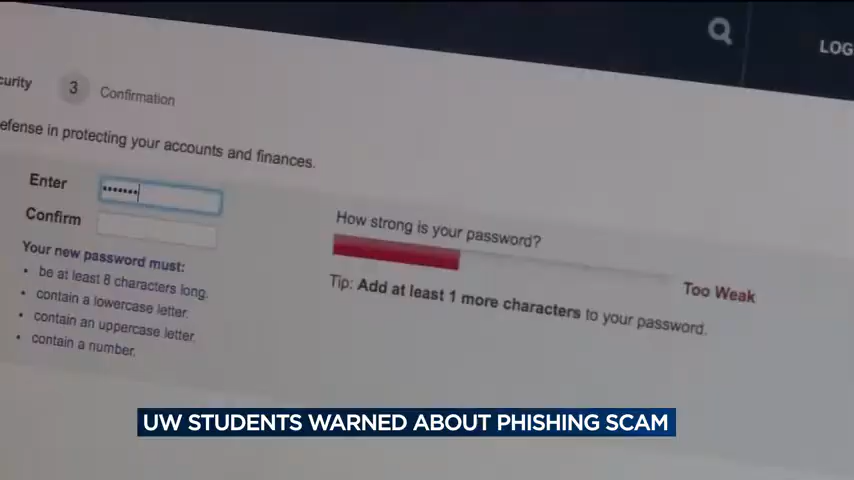 LOG
curity 3 Confirmation
efense in protecting your accounts and finances.
Enter •••••••
Confirm
Your new password must:
• be at least 8 characters long.
• contain a lowercase letter.
• contain an uppercase letter.
• contain a number.
How strong is your password?
Too Weak
Tip: Add at least 1 more characters to your password.
UW STUDENTS WARNED ABOUT PHISHING SCAM